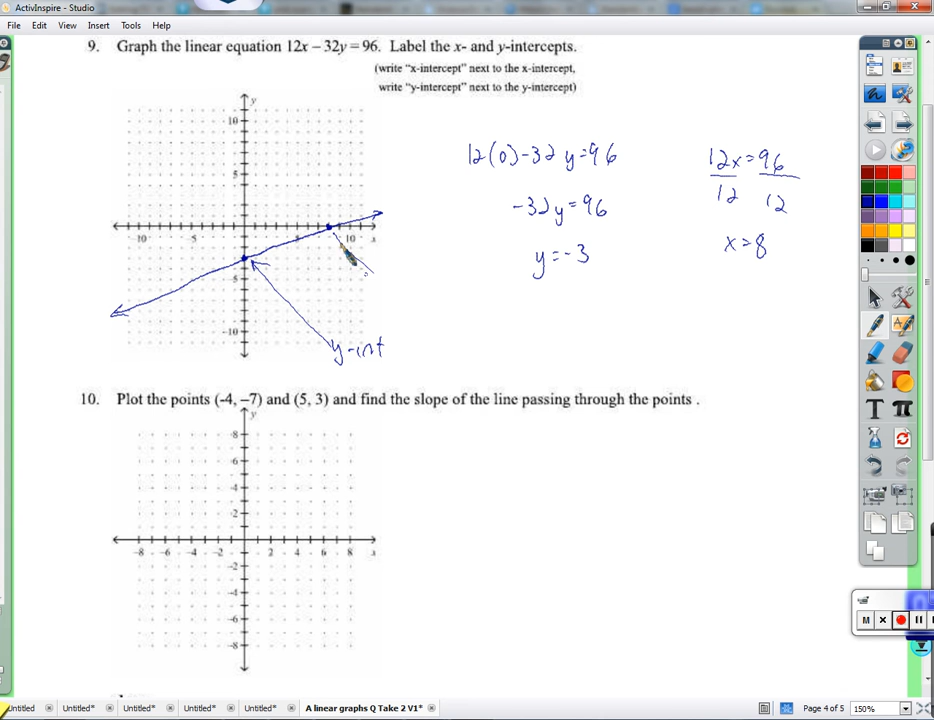 ActivInspire - Studio
File Edit View Insert Tools Help
9. Graph the linear equation 12x – 32y = 96. Label the x- and y-intercepts.
(write "x-intercept" next to the x-intercept,
write "y-intercept" next to the y-intercept)
y
10
5
-10 -5 10 x
5
-10
y-int
12(0)-32y=96
-32y=96
y=-3
12x=96
12 12
x=8
10. Plot the points (-4, –7) and (5, 3) and find the slope of the line passing through the points .
y
8
6
4
2
-8 -6 -4 -2 2 4 6 8 x
-2
-4
-6
-8
T π
M X
Untitled Untitled* Untitled* Untitled* Untitled* A linear graphs Q Take 2 V1* Page 4 of 5 150%